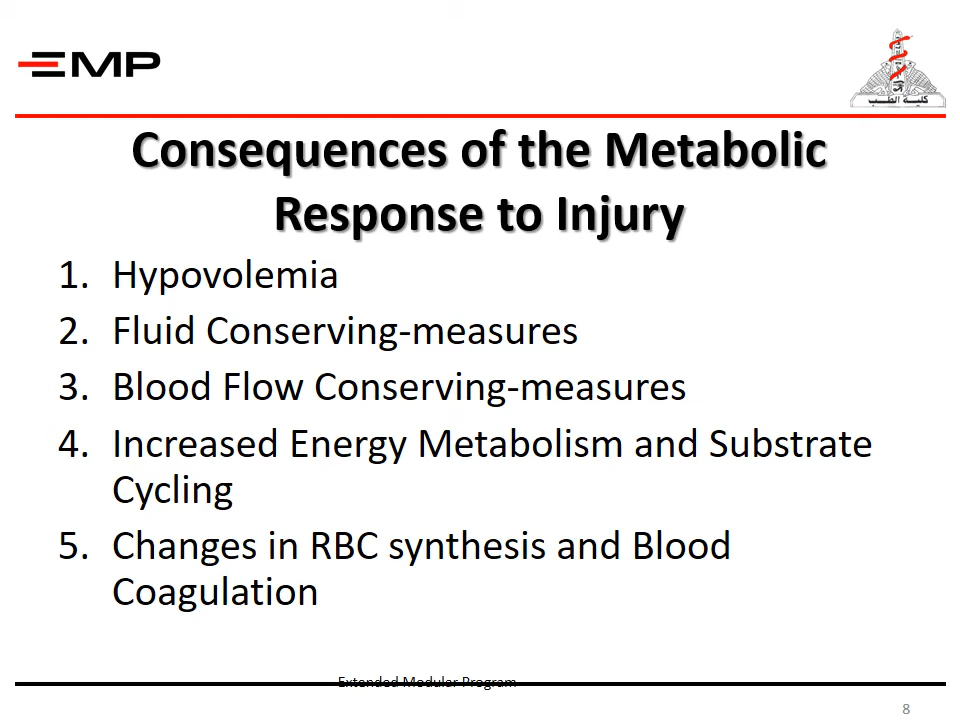 EMP
كلية الطب
Consequences of the Metabolic
Response to Injury
1. Hypovolemia
2. Fluid Conserving-measures
3. Blood Flow Conserving-measures
4. Increased Energy Metabolism and Substrate
Cycling
5. Changes in RBC synthesis and Blood
Coagulation
Extended Modular Program
8